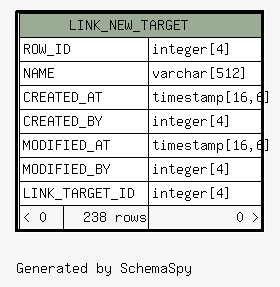 LINK_NEW_TARGET
ROW_ID integer[4]
NAME varchar[512]
CREATED_AT timestamp[16,6]
CREATED_BY integer[4]
MODIFIED_AT timestamp[16,6]
MODIFIED_BY integer[4]
LINK_TARGET_ID integer[4]
< 0 238 rows 0 >
Generated by SchemaSpy